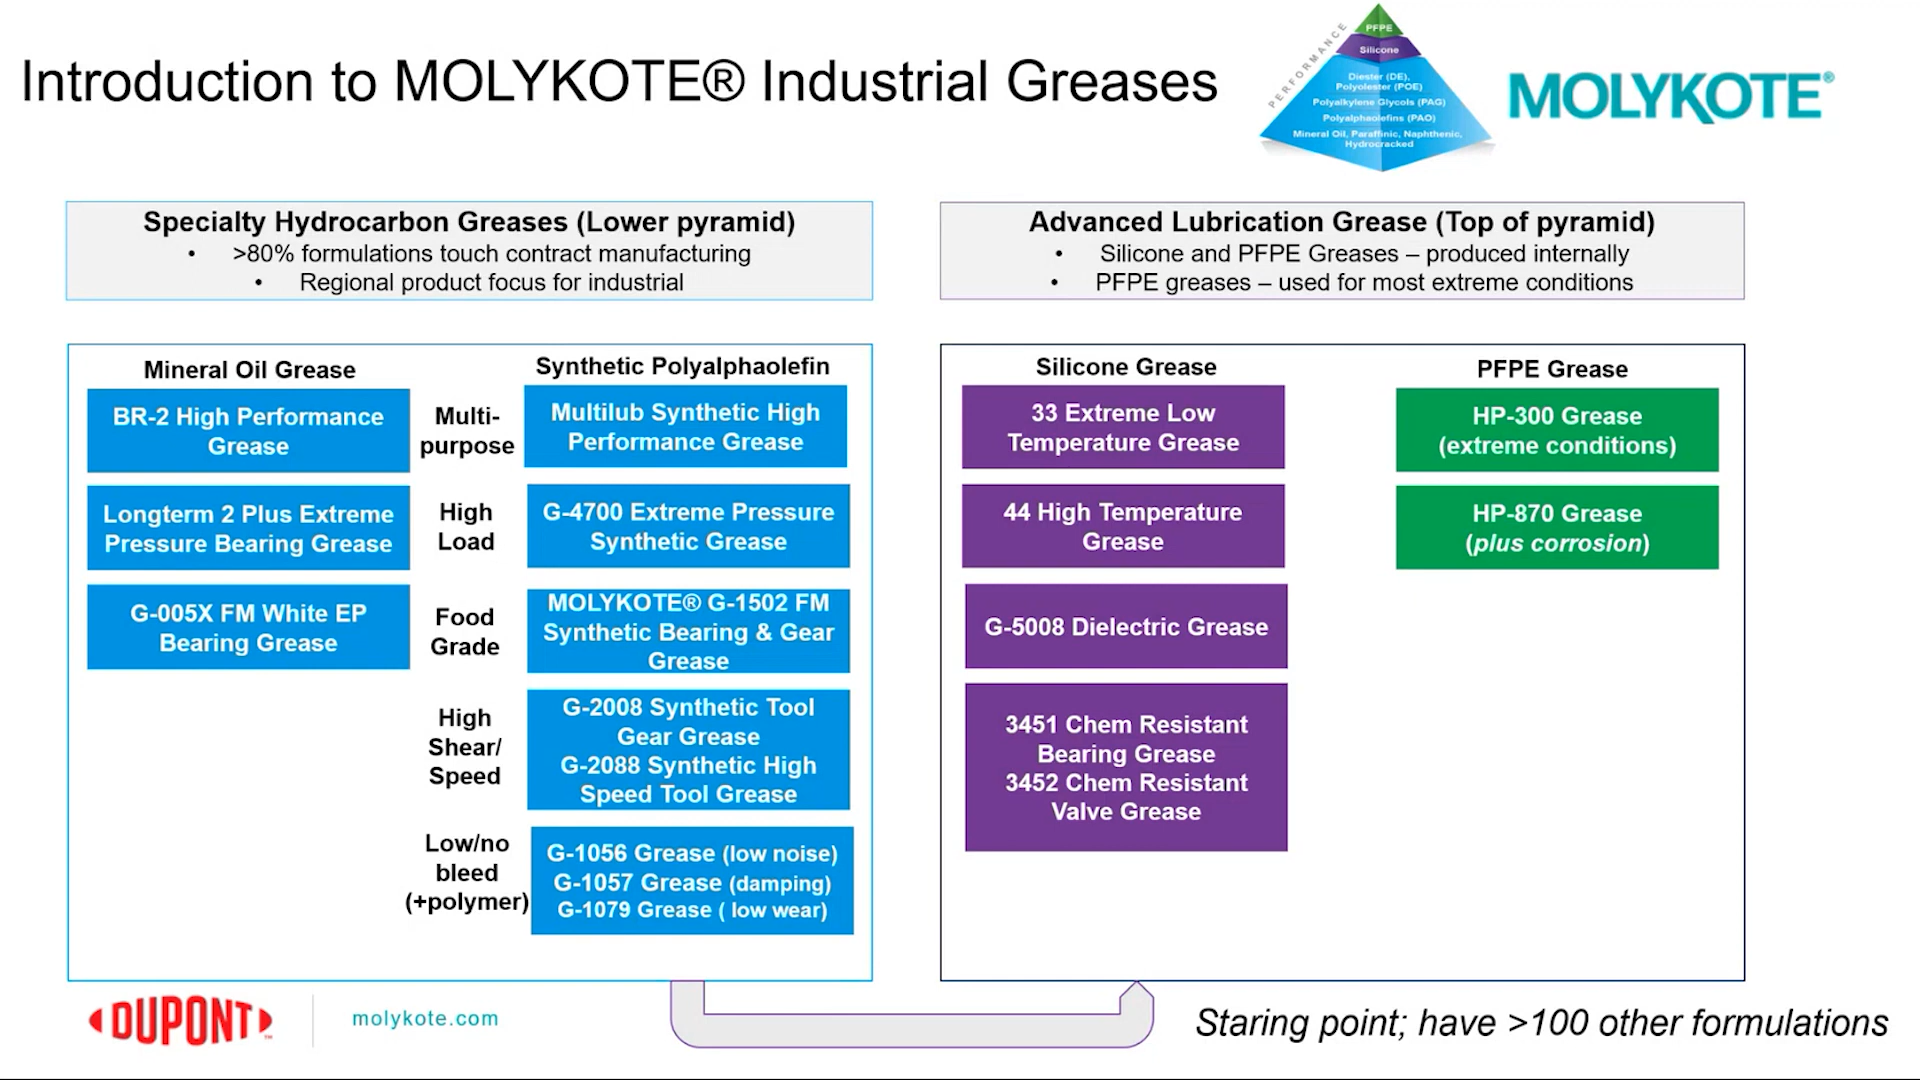 Introduction to MOLYKOTE® Industrial Greases
PERFORMANCE
PFPE
Silicone
Diester (DE),
Polyolester (POE)
Polyalkylene Glycols (PAG)
Polyalphaolefins (PAO)
Mineral Oil, Paraffinic, Naphthenic,
Hydrocracked
MOLYKOTE®
Specialty Hydrocarbon Greases (Lower pyramid)
• >80% formulations touch contract manufacturing
• Regional product focus for industrial
Advanced Lubrication Grease (Top of pyramid)
• Silicone and PFPE Greases – produced internally
• PFPE greases – used for most extreme conditions
Mineral Oil Grease
BR-2 High Performance
Grease
Longterm 2 Plus Extreme
Pressure Bearing Grease
G-005X FM White EP
Bearing Grease
Multi-
purpose
High
Load
Food
Grade
High
Shear/
Speed
Low/no
bleed
(+polymer)
Synthetic Polyalphaolefin
Multilub Synthetic High
Performance Grease
G-4700 Extreme Pressure
Synthetic Grease
MOLYKOTE® G-1502 FM
Synthetic Bearing & Gear
Grease
G-2008 Synthetic Tool
Gear Grease
G-2088 Synthetic High
Speed Tool Grease
G-1056 Grease (low noise)
G-1057 Grease (damping)
G-1079 Grease ( low wear)
Silicone Grease
33 Extreme Low
Temperature Grease
44 High Temperature
Grease
G-5008 Dielectric Grease
3451 Chem Resistant
Bearing Grease
3452 Chem Resistant
Valve Grease
PFPE Grease
HP-300 Grease
(extreme conditions)
HP-870 Grease
(plus corrosion)
DUPONT™
molykote.com
Staring point; have >100 other formulations